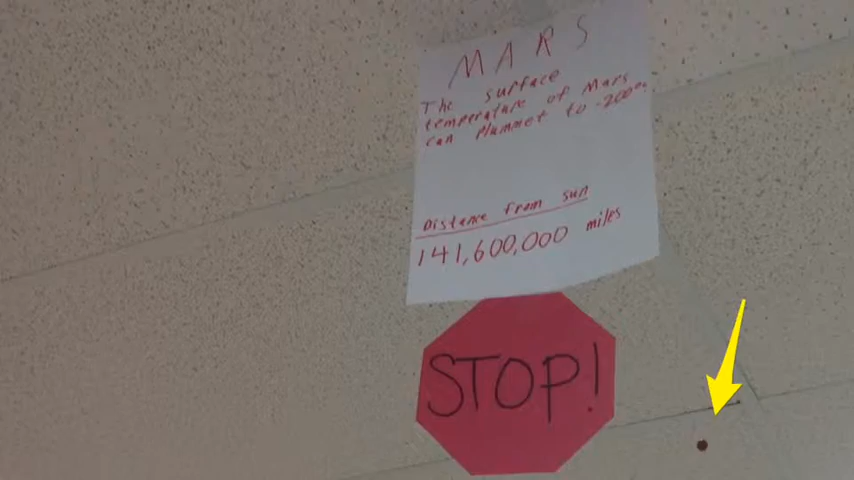 MARS
The surface
temperature of Mars
can plummet to -200°
Distance from sun
141,600,000 miles
STOP!